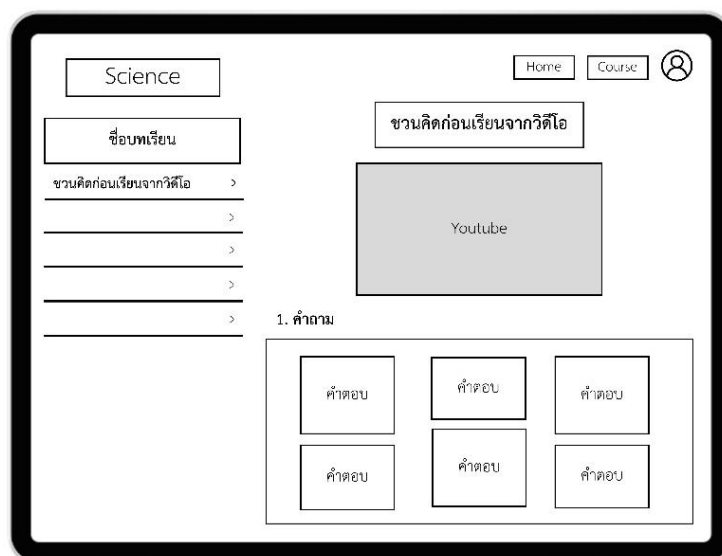 Science
Home
Course
ชื่อบทเรียน
ชวนคิดก่อนเรียนจากวิดีโอ
ชวนคิดก่อนเรียนจากวิดีโอ
Youtube
1. คำถาม
คำตอบ
คำตอบ
คำตอบ
คำตอบ
คำตอบ
คำตอบ